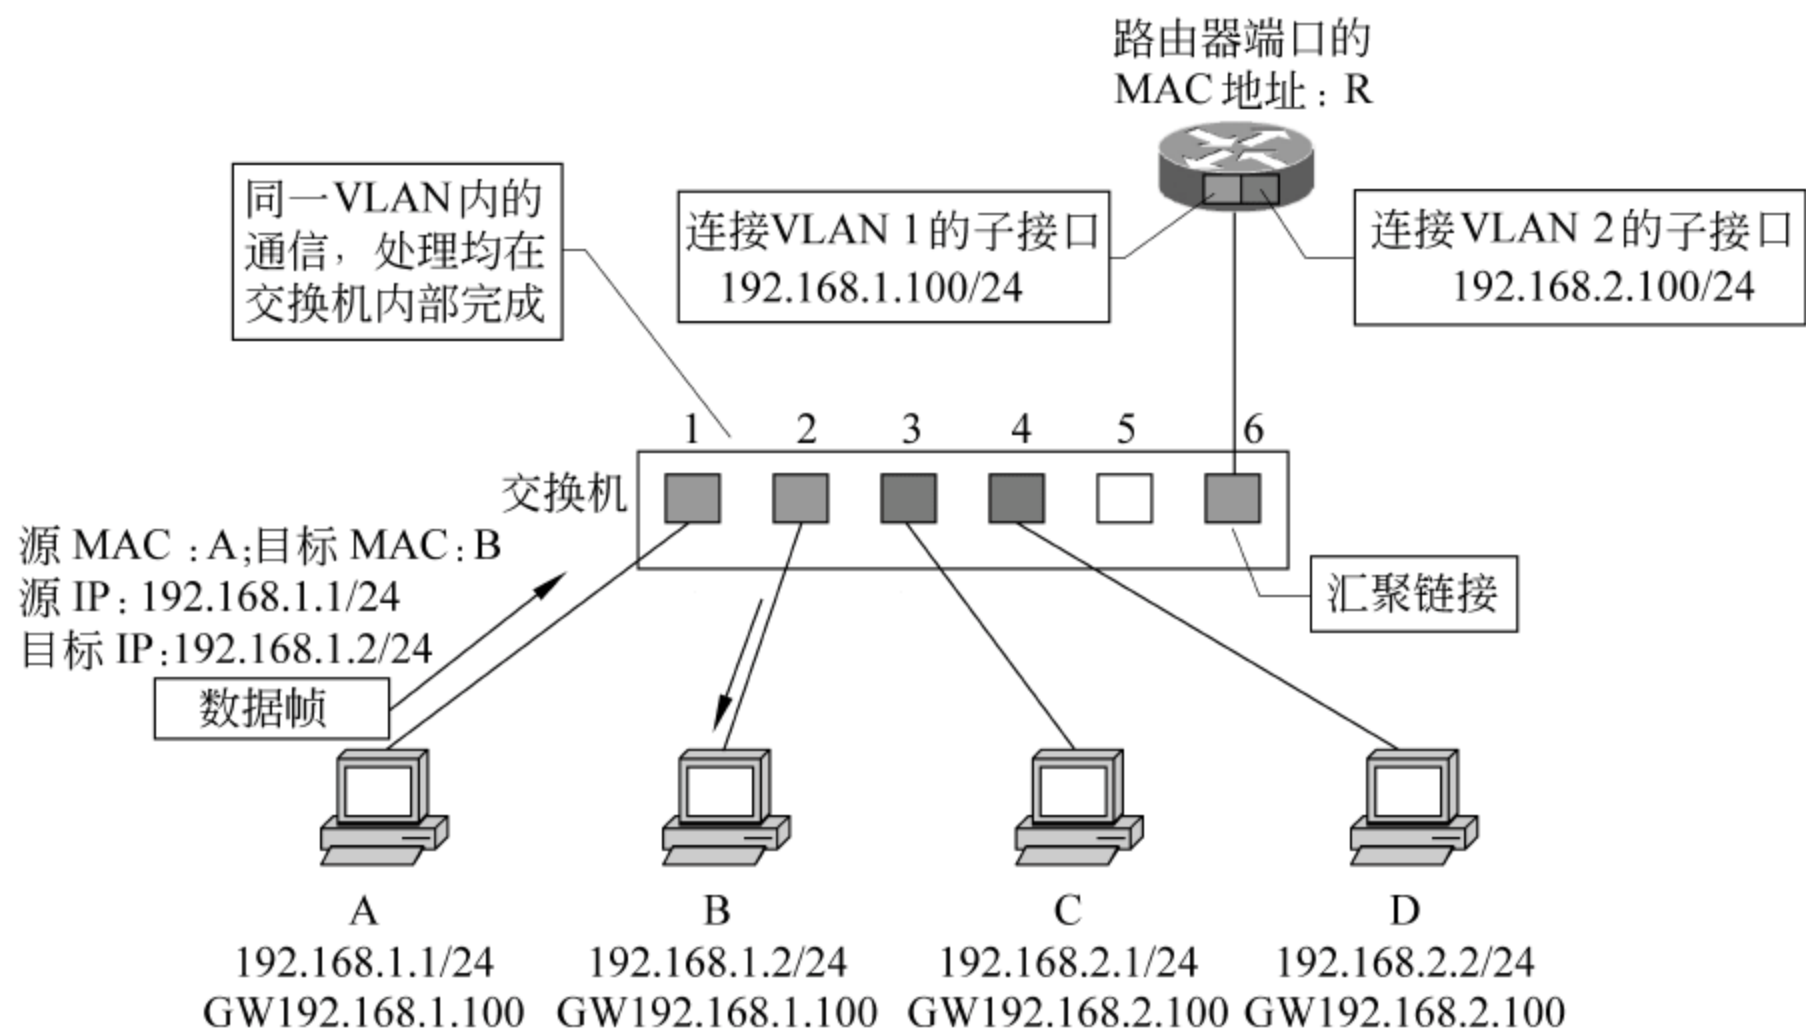 路由器端口的
MAC 地址：R
同一VLAN内的
通信，处理均在
交换机内部完成
连接VLAN 1的子接口
192.168.1.100/24
连接VLAN 2的子接口
192.168.2.100/24
1 2 3 4 5 6
交换机
源 MAC :A;目标 MAC:B
源 IP: 192.168.1.1/24
目标 IP:192.168.1.2/24
数据帧
汇聚链接
A B C D
192.168.1.1/24 192.168.1.2/24 192.168.2.1/24 192.168.2.2/24
GW192.168.1.100 GW192.168.1.100 GW192.168.2.100 GW192.168.2.100